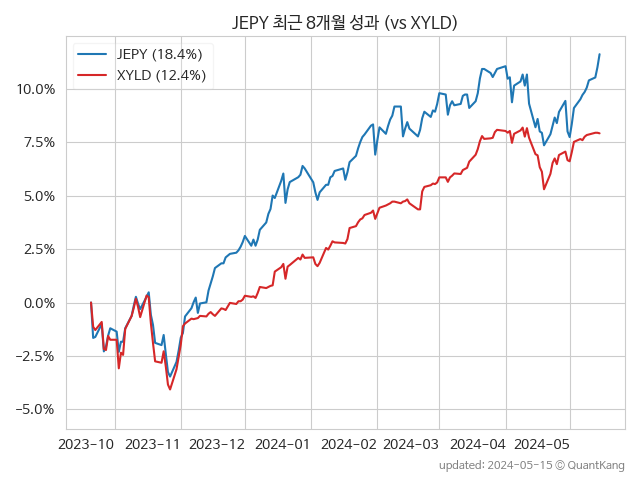 JEPY 최근 8개월 성과 (vs XYLD)
JEPY (18.4%)
XYLD (12.4%)
10.0%
7.5%
5.0%
2.5%
0.0%
−2.5%
−5.0%
2023−10 2023−11 2023−12 2024−01 2024−02 2024−03 2024−04 2024−05
updated: 2024−05−15 © QuantKang